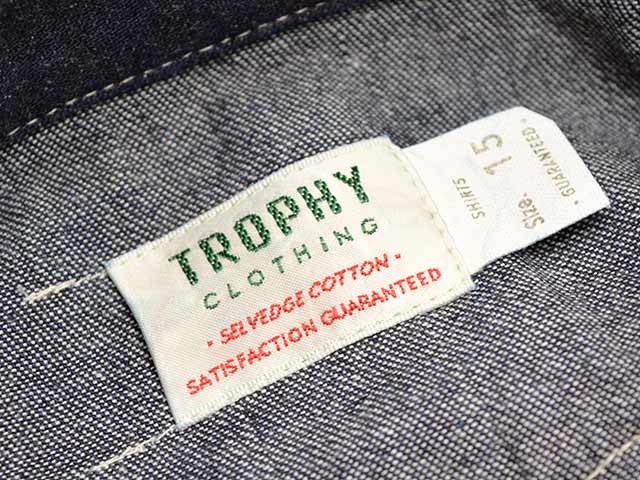 TROPHY
CLOTHING
- SELVEDGE COTTON -
SATISFACTION GUARANTEED
SHIRTS
Size. 15
· GUARANTEED ·